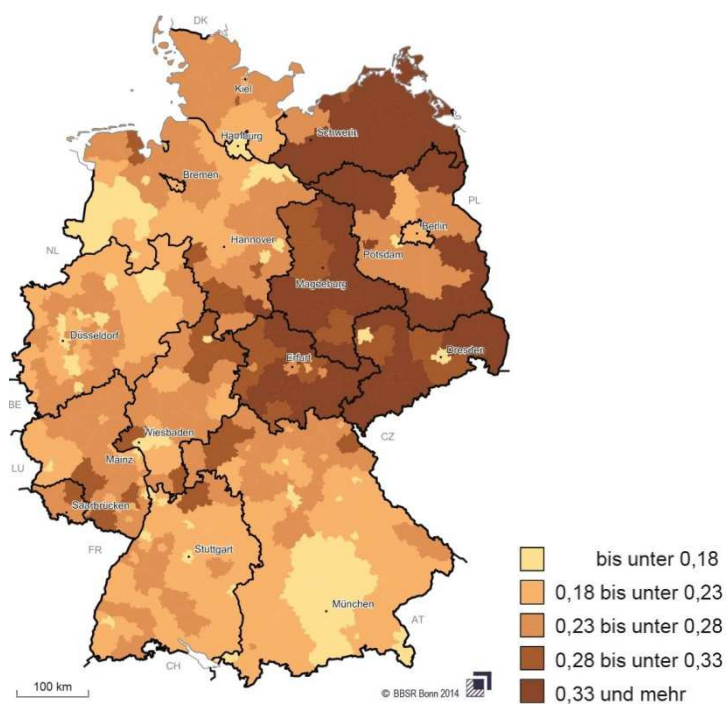 DK
Kiel
Hamburg
Schwerin
Bremen
PL
Berlin
NL
Hannover
Potsdam
Magdeburg
Düsseldorf
Erfurt
Dresden
BE
Wiesbaden
CZ
LU
Mainz
Saarbrücken
FR
Stuttgart
bis unter 0,18
0,18 bis unter 0,23
München
AT
0,23 bis unter 0,28
CH
0,28 bis unter 0,33
100 km
© BBSR Bonn 2014
0,33 und mehr